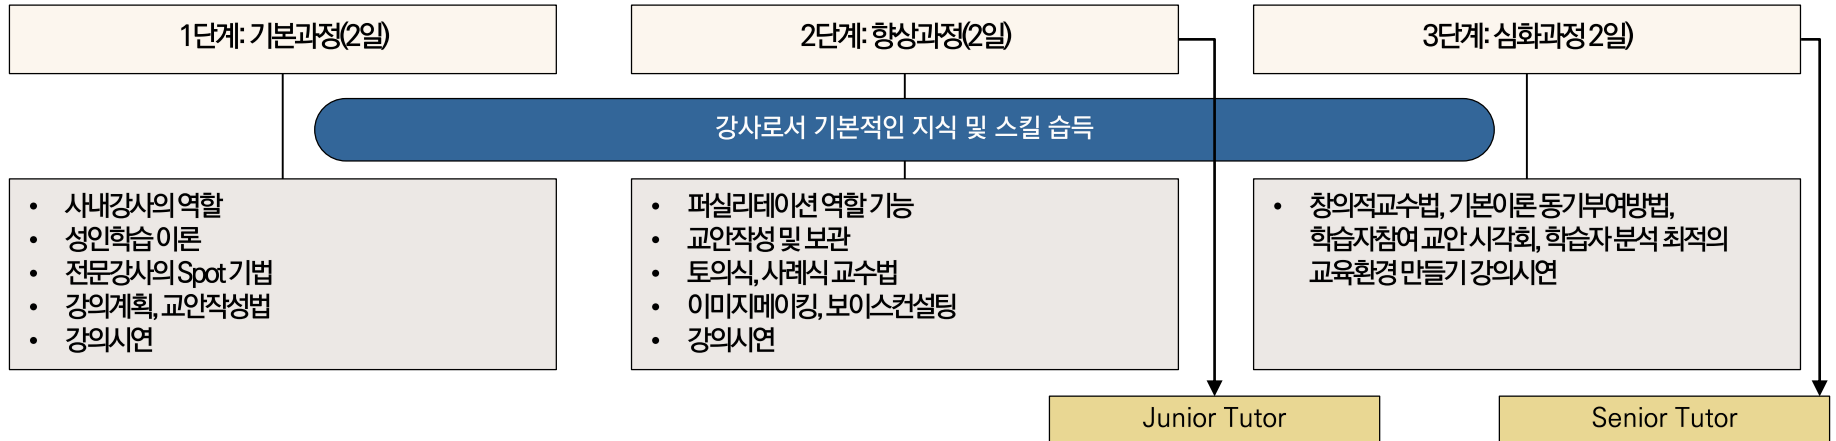 1단계: 기본과정(2일)
2단계: 향상과정(2일)
3단계: 심화과정 2일)
강사로서 기본적인 지식 및 스킬 습득
• 사내강사의 역할
• 성인학습 이론
• 전문강사의 Spot 기법
• 강의계획, 교안작성법
• 강의시연
• 퍼실리테이션 역할 기능
• 교안작성 및 보관
• 토의식, 사례식 교수법
• 이미지메이킹, 보이스컨설팅
• 강의시연
• 창의적교수법, 기본이론 동기부여방법,
학습자참여 교안 시각회, 학습자 분석 최적의
교육환경 만들기 강의시연
Junior Tutor
Senior Tutor